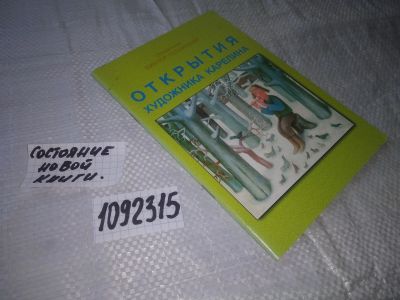 ОТКРЫТИЯ
ХУДОЖНИКА КАРЕЛИНА
СОСТОЯНИЕ
НОВОЙ
КНИГИ.
1092315